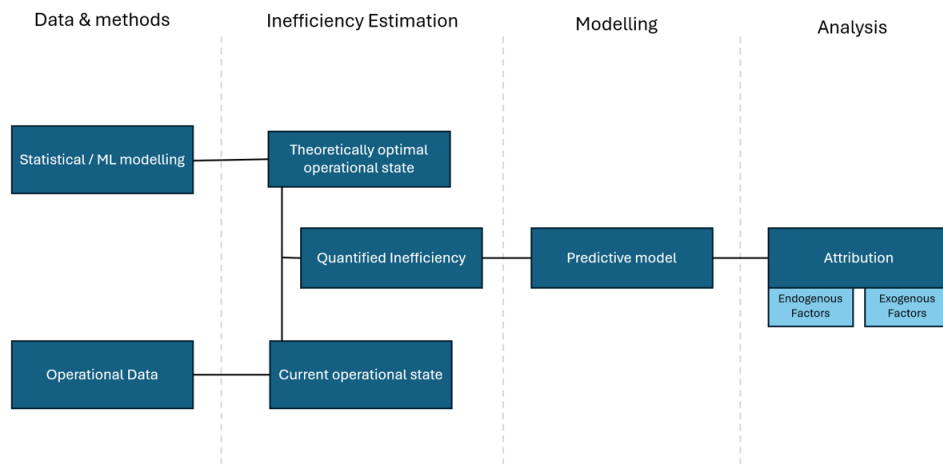 Data & methods
Inefficiency Estimation
Modelling
Analysis
Statistical / ML modelling
Theoretically optimal
operational state
Quantified Inefficiency
Predictive model
Attribution
Endogenous
Factors
Exogenous
Factors
Operational Data
Current operational state